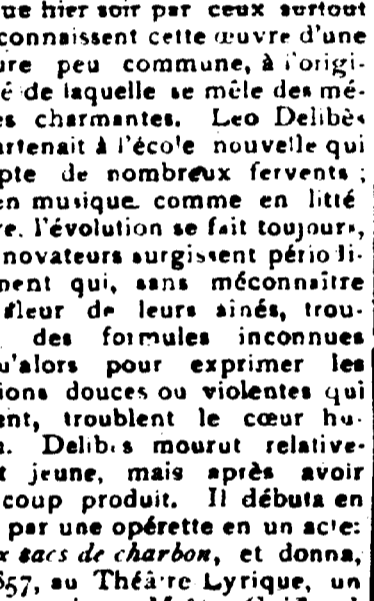 ue hier soir par ceux surtout
connaissent cette œuvre d'une
ure peu commune, à l'origi-
é de laquelle se mêle des mé-
es charmantes. Leo Delibès
artenait à l'école nouvelle qui
pte de nombreux fervents ;
en musique comme en litté
re. l'évolution se fait toujours,
novateurs surgissent périodi-
ment qui, sans méconnaître
fleur de leurs ainés, trou-
des formules inconnues
u'alors pour exprimer les
ions douces ou violentes qui
ent, troublent le cœur hu-
n. Delibes mourut relative-
t jeune, mais après avoir
coup produit. Il débuta en
par une opérette en un acte:
x sacs de charbon, et donna,
857, au Théâtre Lyrique, un